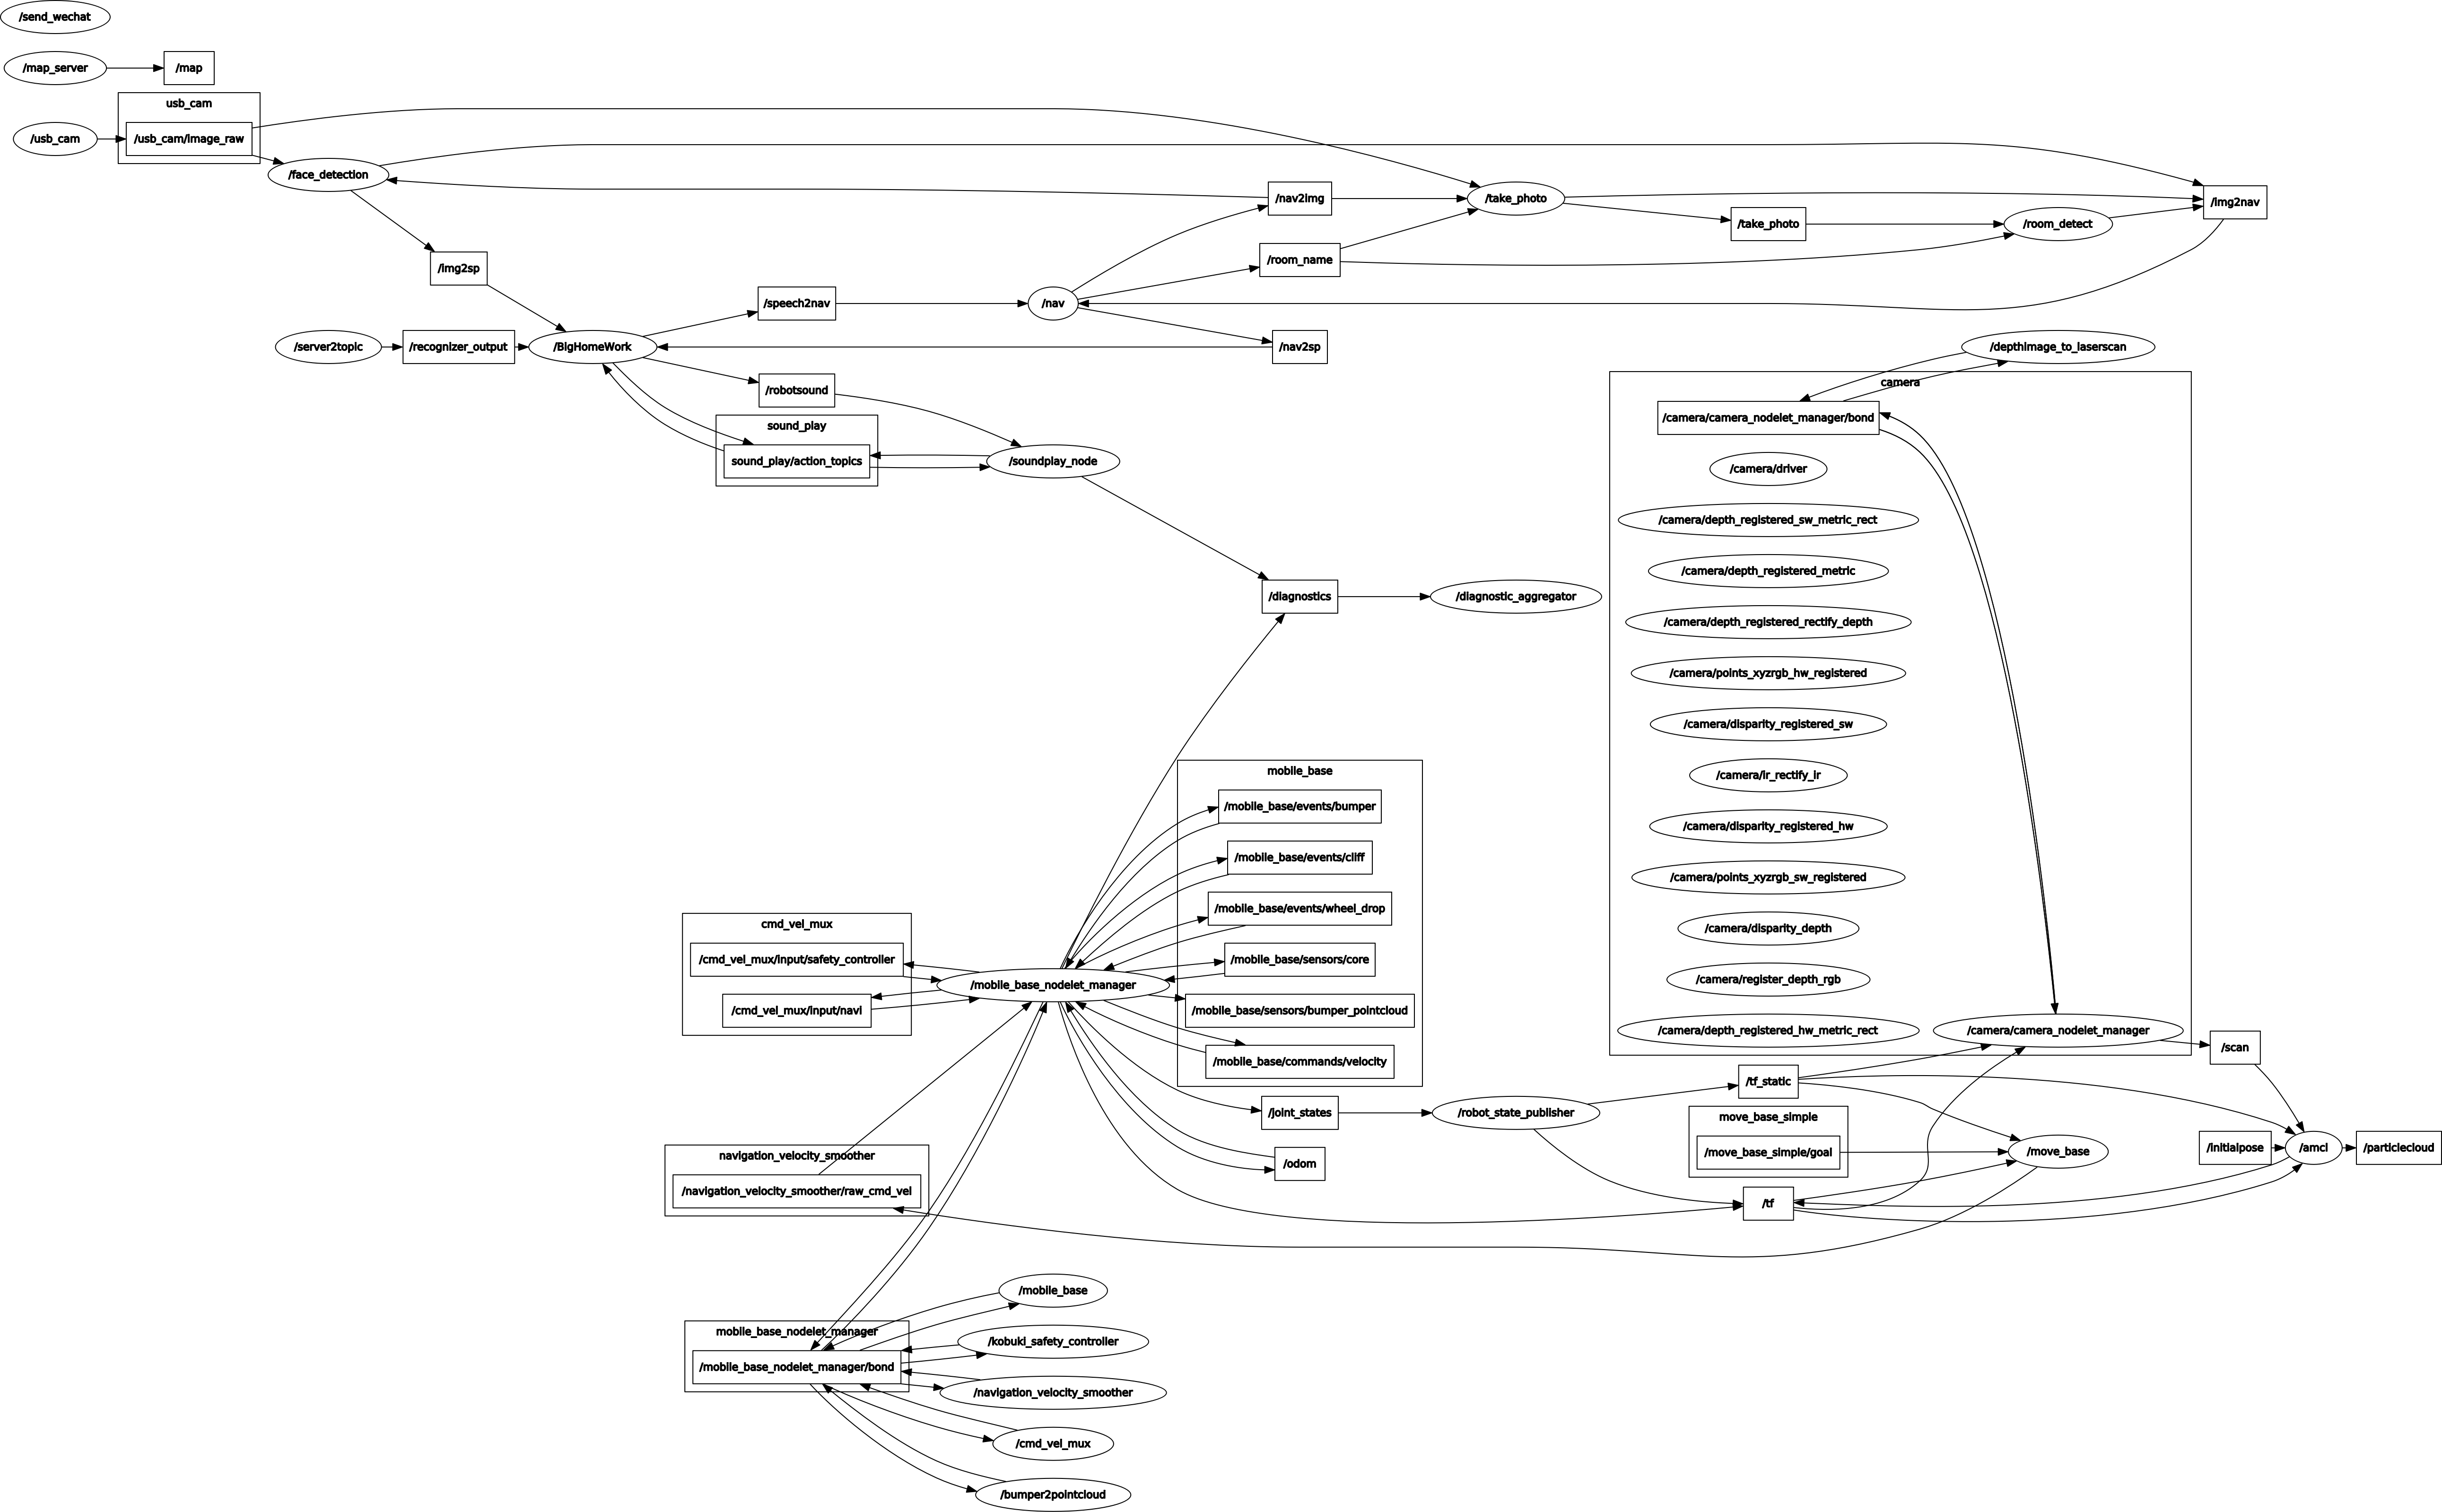 /send_wechat
/map_server
/map
usb_cam
/usb_cam
/usb_cam/image_raw
/face_detection
/nav2img
/take_photo
/img2nav
/take_photo
/room_detect
/room_name
/img2sp
/speech2nav
/nav
/server2topic
/recognizer_output
/BigHomeWork
/nav2sp
/depthimage_to_laserscan
/robotsound
camera
/camera/camera_nodelet_manager/bond
sound_play
sound_play/action_topics
/soundplay_node
/camera/driver
/camera/depth_registered_sw_metric_rect
/camera/depth_registered_metric
/diagnostics
/diagnostic_aggregator
/camera/depth_registered_rectify_depth
/camera/points_xyzrgb_hw_registered
/camera/disparity_registered_sw
mobile_base
/camera/ir_rectify_ir
/mobile_base/events/bumper
/camera/disparity_registered_hw
/mobile_base/events/cliff
/camera/points_xyzrgb_sw_registered
/mobile_base/events/wheel_drop
cmd_vel_mux
/camera/disparity_depth
/cmd_vel_mux/input/safety_controller
/mobile_base/sensors/core
/camera/register_depth_rgb
/mobile_base_nodelet_manager
/cmd_vel_mux/input/navi
/mobile_base/sensors/bumper_pointcloud
/camera/depth_registered_hw_metric_rect
/camera/camera_nodelet_manager
/scan
/mobile_base/commands/velocity
/tf_static
/joint_states
/robot_state_publisher
move_base_simple
/move_base_simple/goal
/move_base
/initialpose
/amcl
/particlecloud
navigation_velocity_smoother
/odom
/navigation_velocity_smoother/raw_cmd_vel
/tf
/mobile_base
mobile_base_nodelet_manager
/kobuki_safety_controller
/mobile_base_nodelet_manager/bond
/navigation_velocity_smoother
/cmd_vel_mux
/bumper2pointcloud